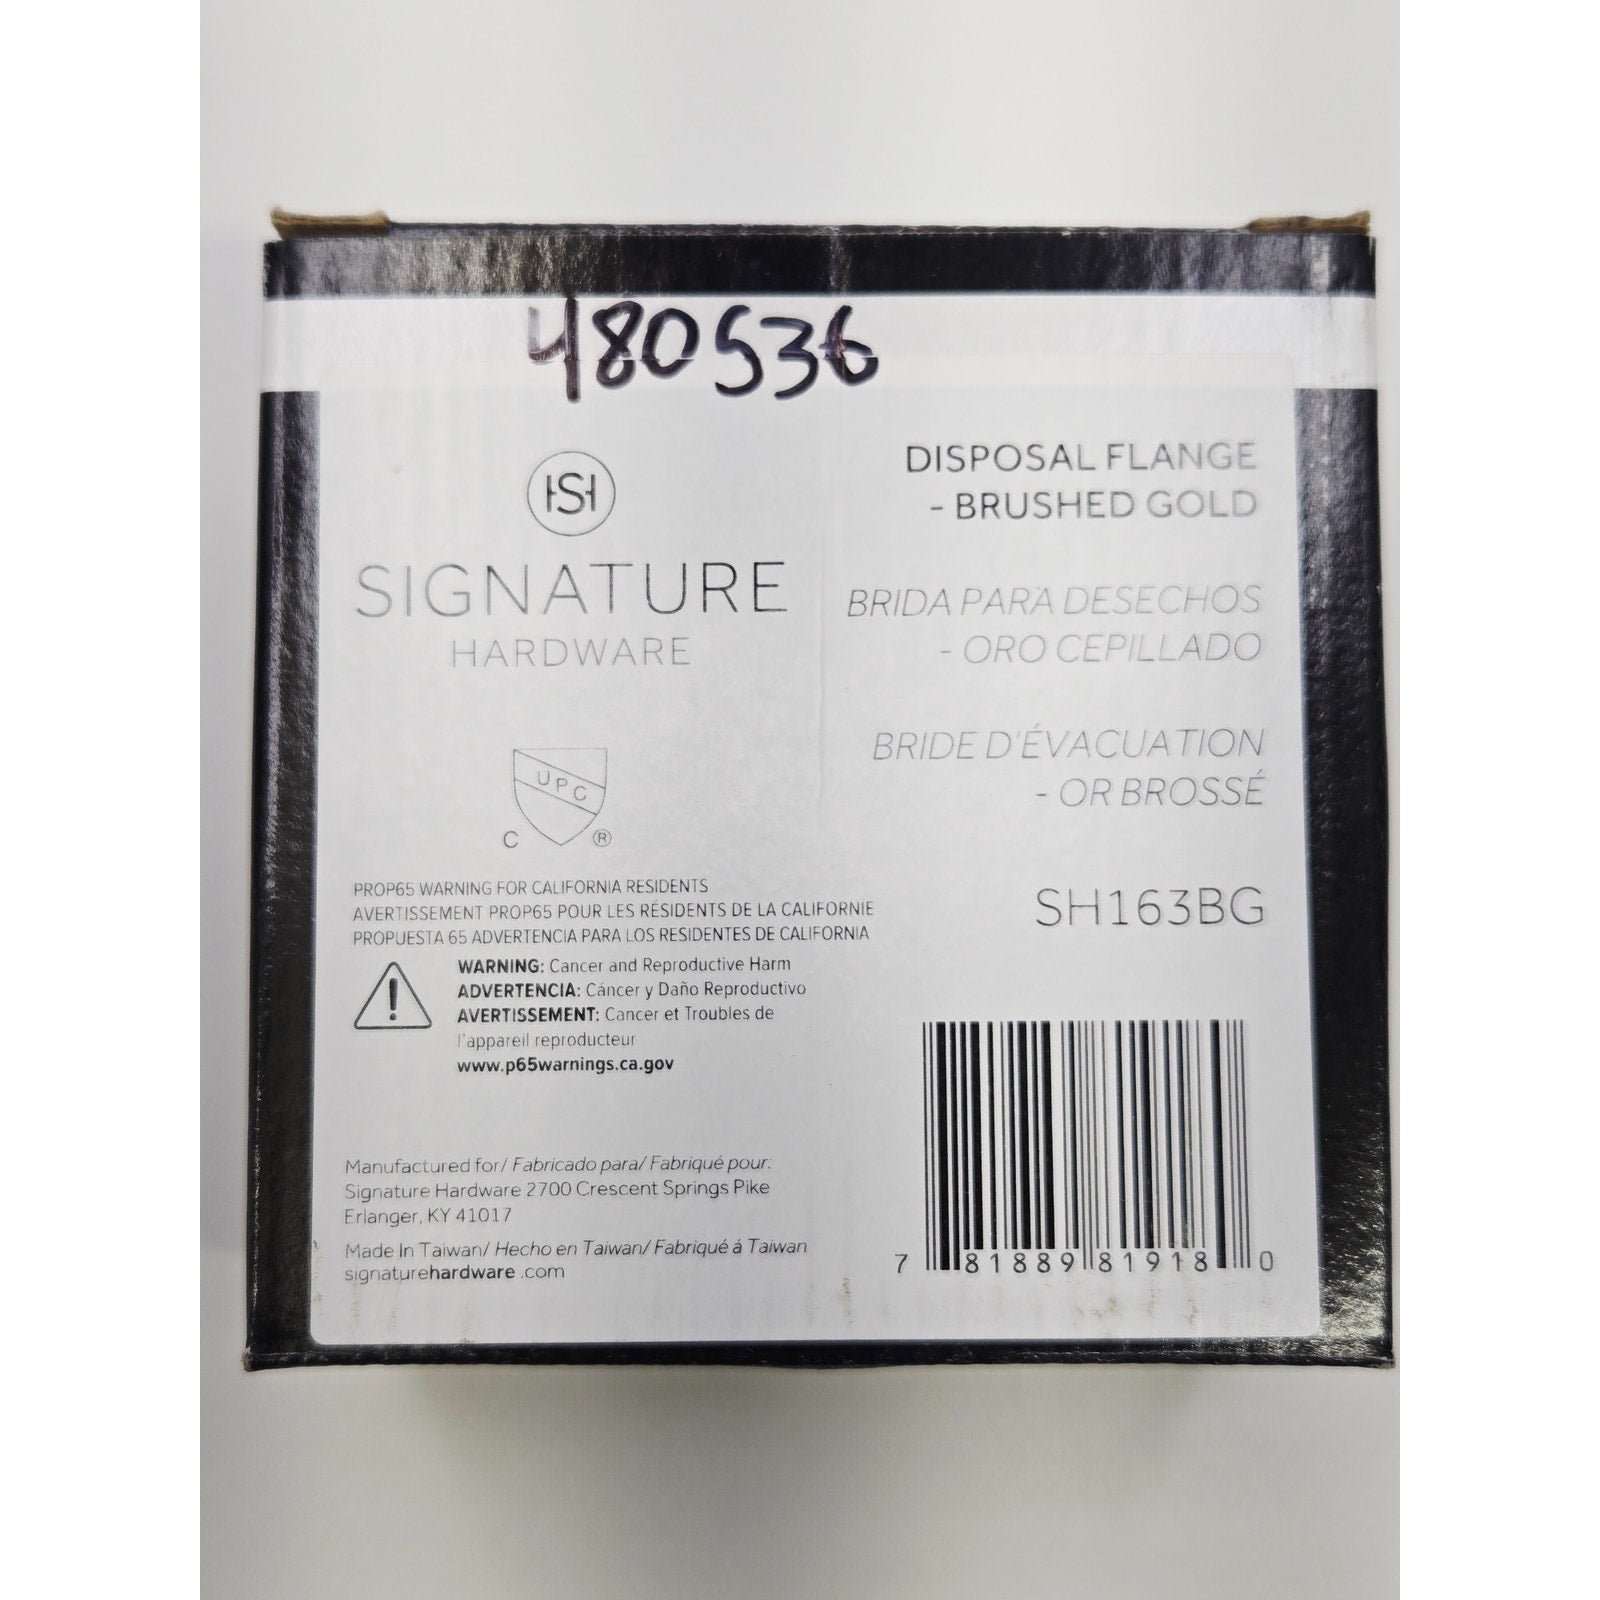 480536
SH
SIGNATURE
HARDWARE
UPC
C ®
DISPOSAL FLANGE
- BRUSHED GOLD
BRIDA PARA DESECHOS
- ORO CEPILLADO
BRIDE D'ÉVACUATION
- OR BROSSÉ
SH163BG
PROP65 WARNING FOR CALIFORNIA RESIDENTS
AVERTISSEMENT PROP65 POUR LES RÉSIDENTS DE LA CALIFORNIE
PROPUESTA 65 ADVERTENCIA PARA LOS RESIDENTES DE CALIFORNIA
WARNING: Cancer and Reproductive Harm
ADVERTENCIA: Cáncer y Daño Reproductivo
AVERTISSEMENT: Cancer et Troubles de
l'appareil reproducteur
www.p65warnings.ca.gov
Manufactured for/ Fabricado para/ Fabriqué pour:
Signature Hardware 2700 Crescent Springs Pike
Erlanger, KY 41017
Made In Taiwan/ Hecho en Taiwan/ Fabriqué á Taiwan
signaturehardware .com
7 81889 81918 0